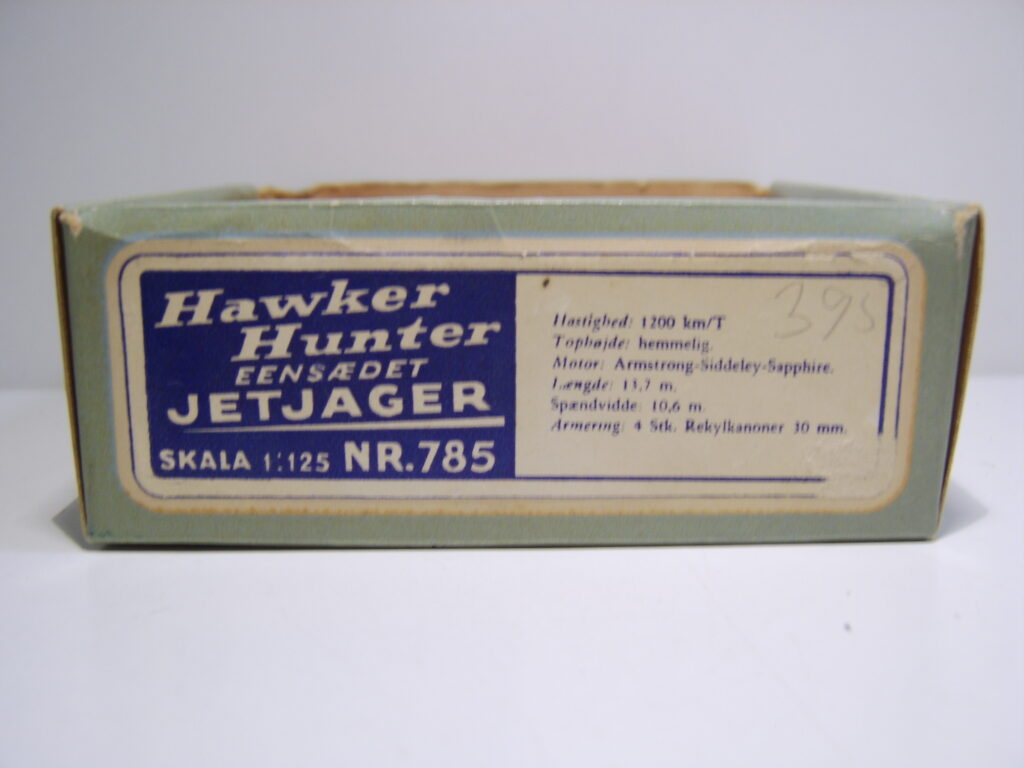 Hawker
Hunter
EENSÆDET
JETJAGER
SKALA 1:125 NR.785
Hastighed: 1200 km/T
Tophøjde: hemmelig.
Motor: Armstrong-Siddeley-Sapphire.
Længde: 13,7 m.
Spændvidde: 10,6 m.
Armering: 4 Stk. Rekylkanoner 30 mm.
395